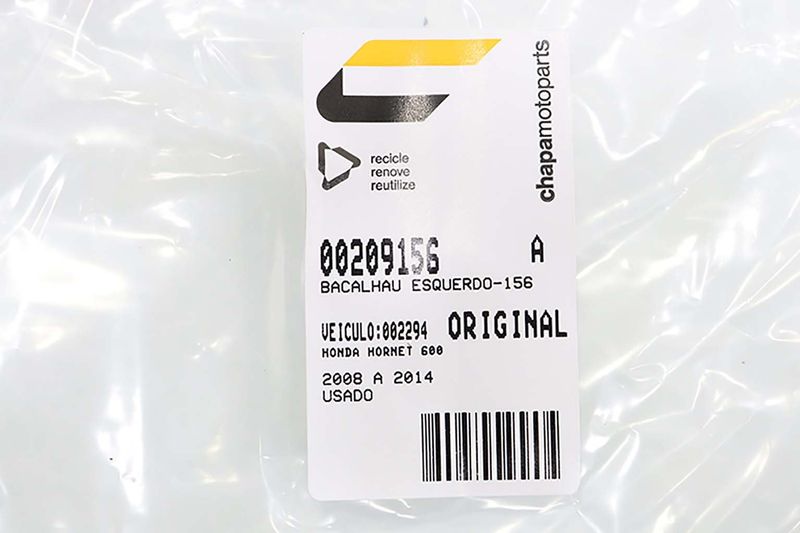 chapamotoparts
recicle
renove
reutilize
00209156 A
BACALHAU ESQUERDO-156
VEICULO:002294 ORIGINAL
HONDA HORNET 600
2008 A 2014
USADO